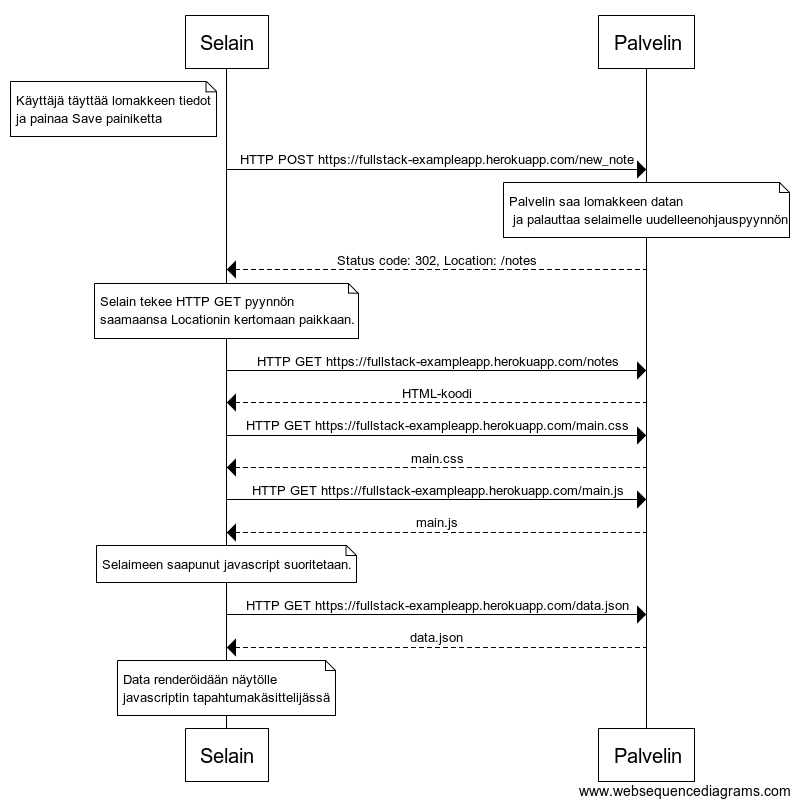 Selain
Palvelin
Käyttäjä täyttää lomakkeen tiedot
ja painaa Save painiketta
HTTP POST https://fullstack-exampleapp.herokuapp.com/new_note
Palvelin saa lomakkeen datan
ja palauttaa selaimelle uudelleenohjauspyynnön
Status code: 302, Location: /notes
Selain tekee HTTP GET pyynnön
saamaansa Locationin kertomaan paikkaan.
HTTP GET https://fullstack-exampleapp.herokuapp.com/notes
HTML-koodi
HTTP GET https://fullstack-exampleapp.herokuapp.com/main.css
main.css
HTTP GET https://fullstack-exampleapp.herokuapp.com/main.js
main.js
Selaimeen saapunut javascript suoritetaan.
HTTP GET https://fullstack-exampleapp.herokuapp.com/data.json
data.json
Data renderöidään näytölle
javascriptin tapahtumakäsittelijässä
Selain
Palvelin
www.websequencediagrams.com